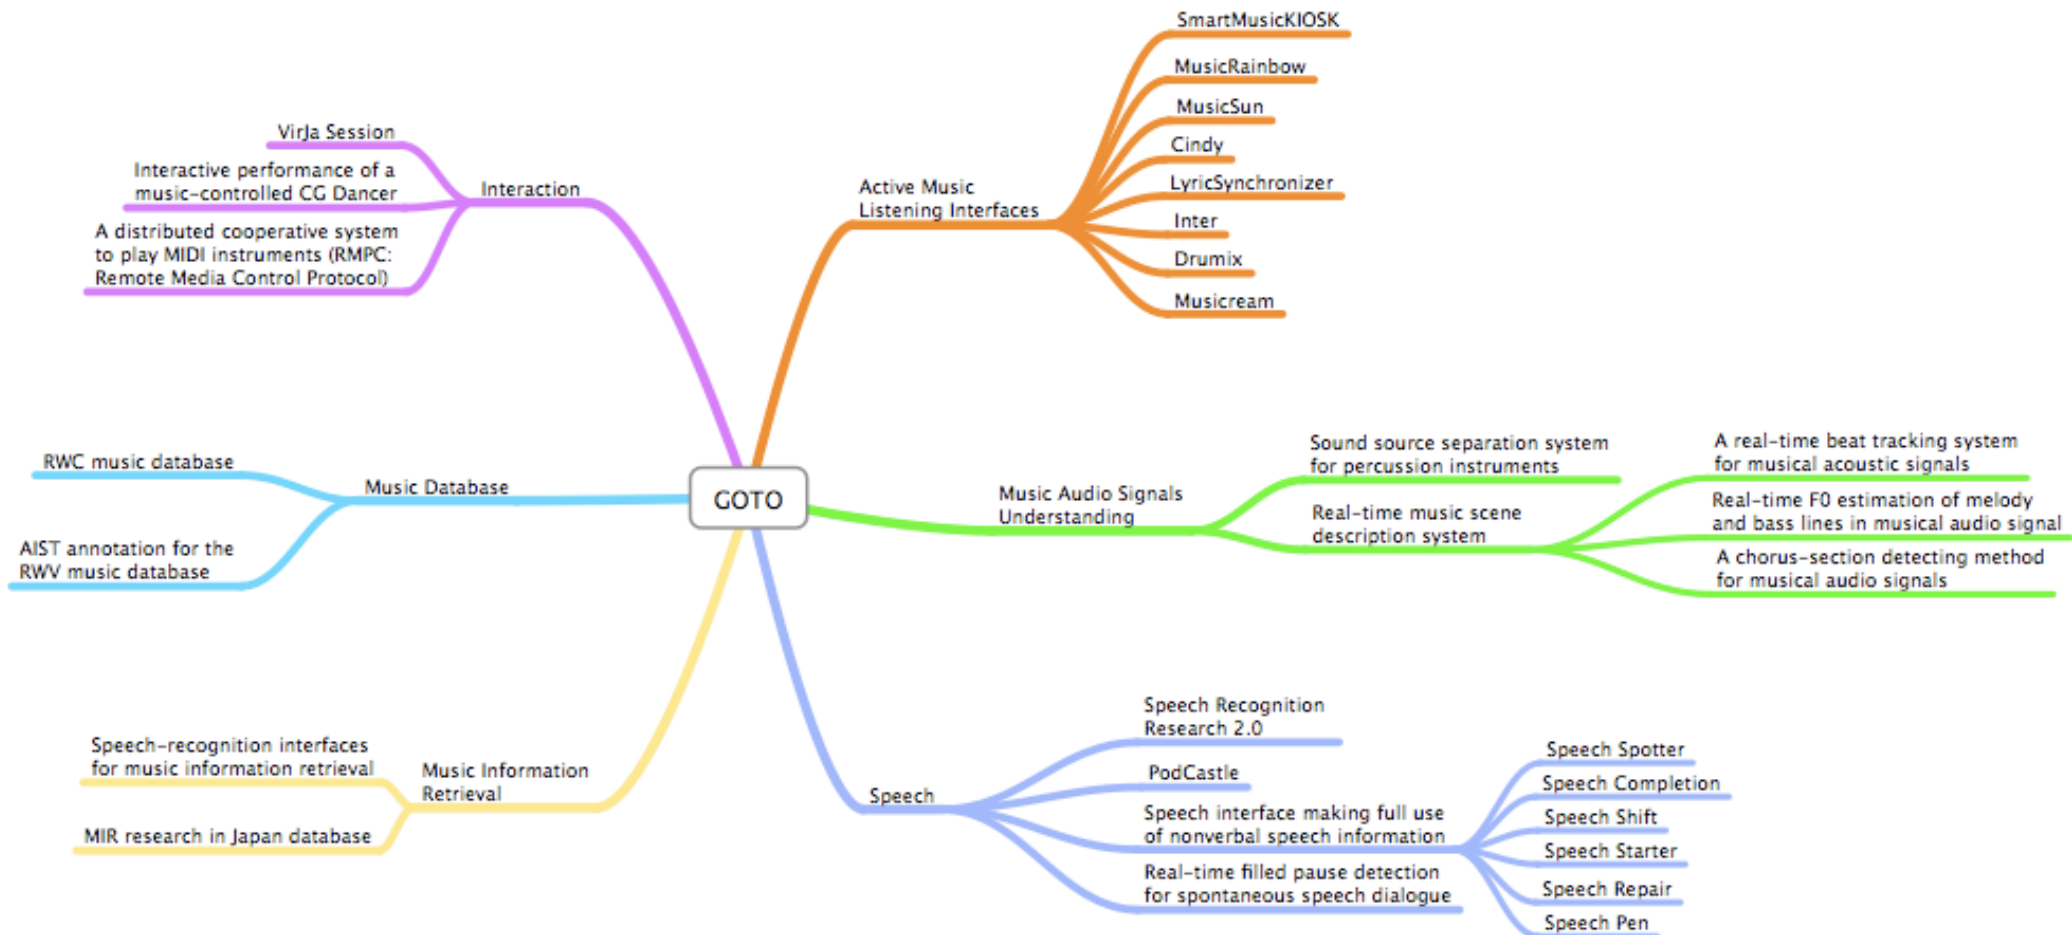 GOTO
Interaction
VirJa Session
Interactive performance of a
music-controlled CG Dancer
A distributed cooperative system
to play MIDI instruments (RMPC:
Remote Media Control Protocol)
Music Database
RWC music database
AIST annotation for the
RWV music database
Music Information
Retrieval
Speech-recognition interfaces
for music information retrieval
MIR research in Japan database
Active Music
Listening Interfaces
SmartMusicKIOSK
MusicRainbow
MusicSun
Cindy
LyricSynchronizer
Inter
Drumix
Musicream
Music Audio Signals
Understanding
Sound source separation system
for percussion instruments
Real-time music scene
description system
A real-time beat tracking system
for musical acoustic signals
Real-time F0 estimation of melody
and bass lines in musical audio signal
A chorus-section detecting method
for musical audio signals
Speech
Speech Recognition
Research 2.0
PodCastle
Speech interface making full use
of nonverbal speech information
Speech Spotter
Speech Completion
Speech Shift
Speech Starter
Speech Repair
Speech Pen
Real-time filled pause detection
for spontaneous speech dialogue